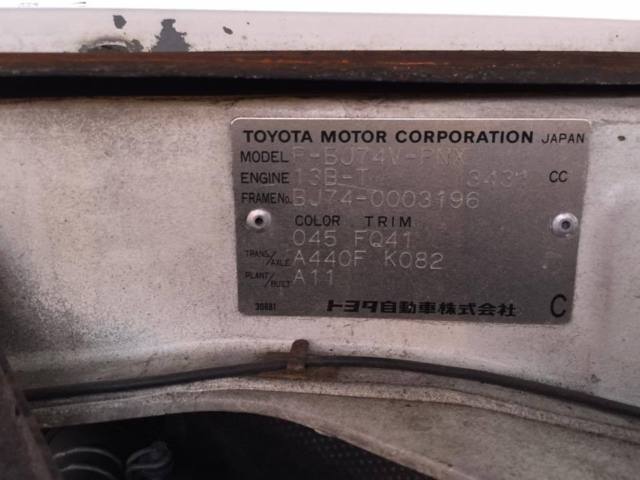 TOYOTA MOTOR CORPORATION JAPAN
MODEL P-BJ74V-PNX
ENGINE 13B-T 3431 CC
FRAME No. BJ74-0003196
COLOR TRIM
045 FQ41
TRANS/AXLE A440F K082
PLANT/BUILT A11
30881 トヨタ自動車株式会社 C